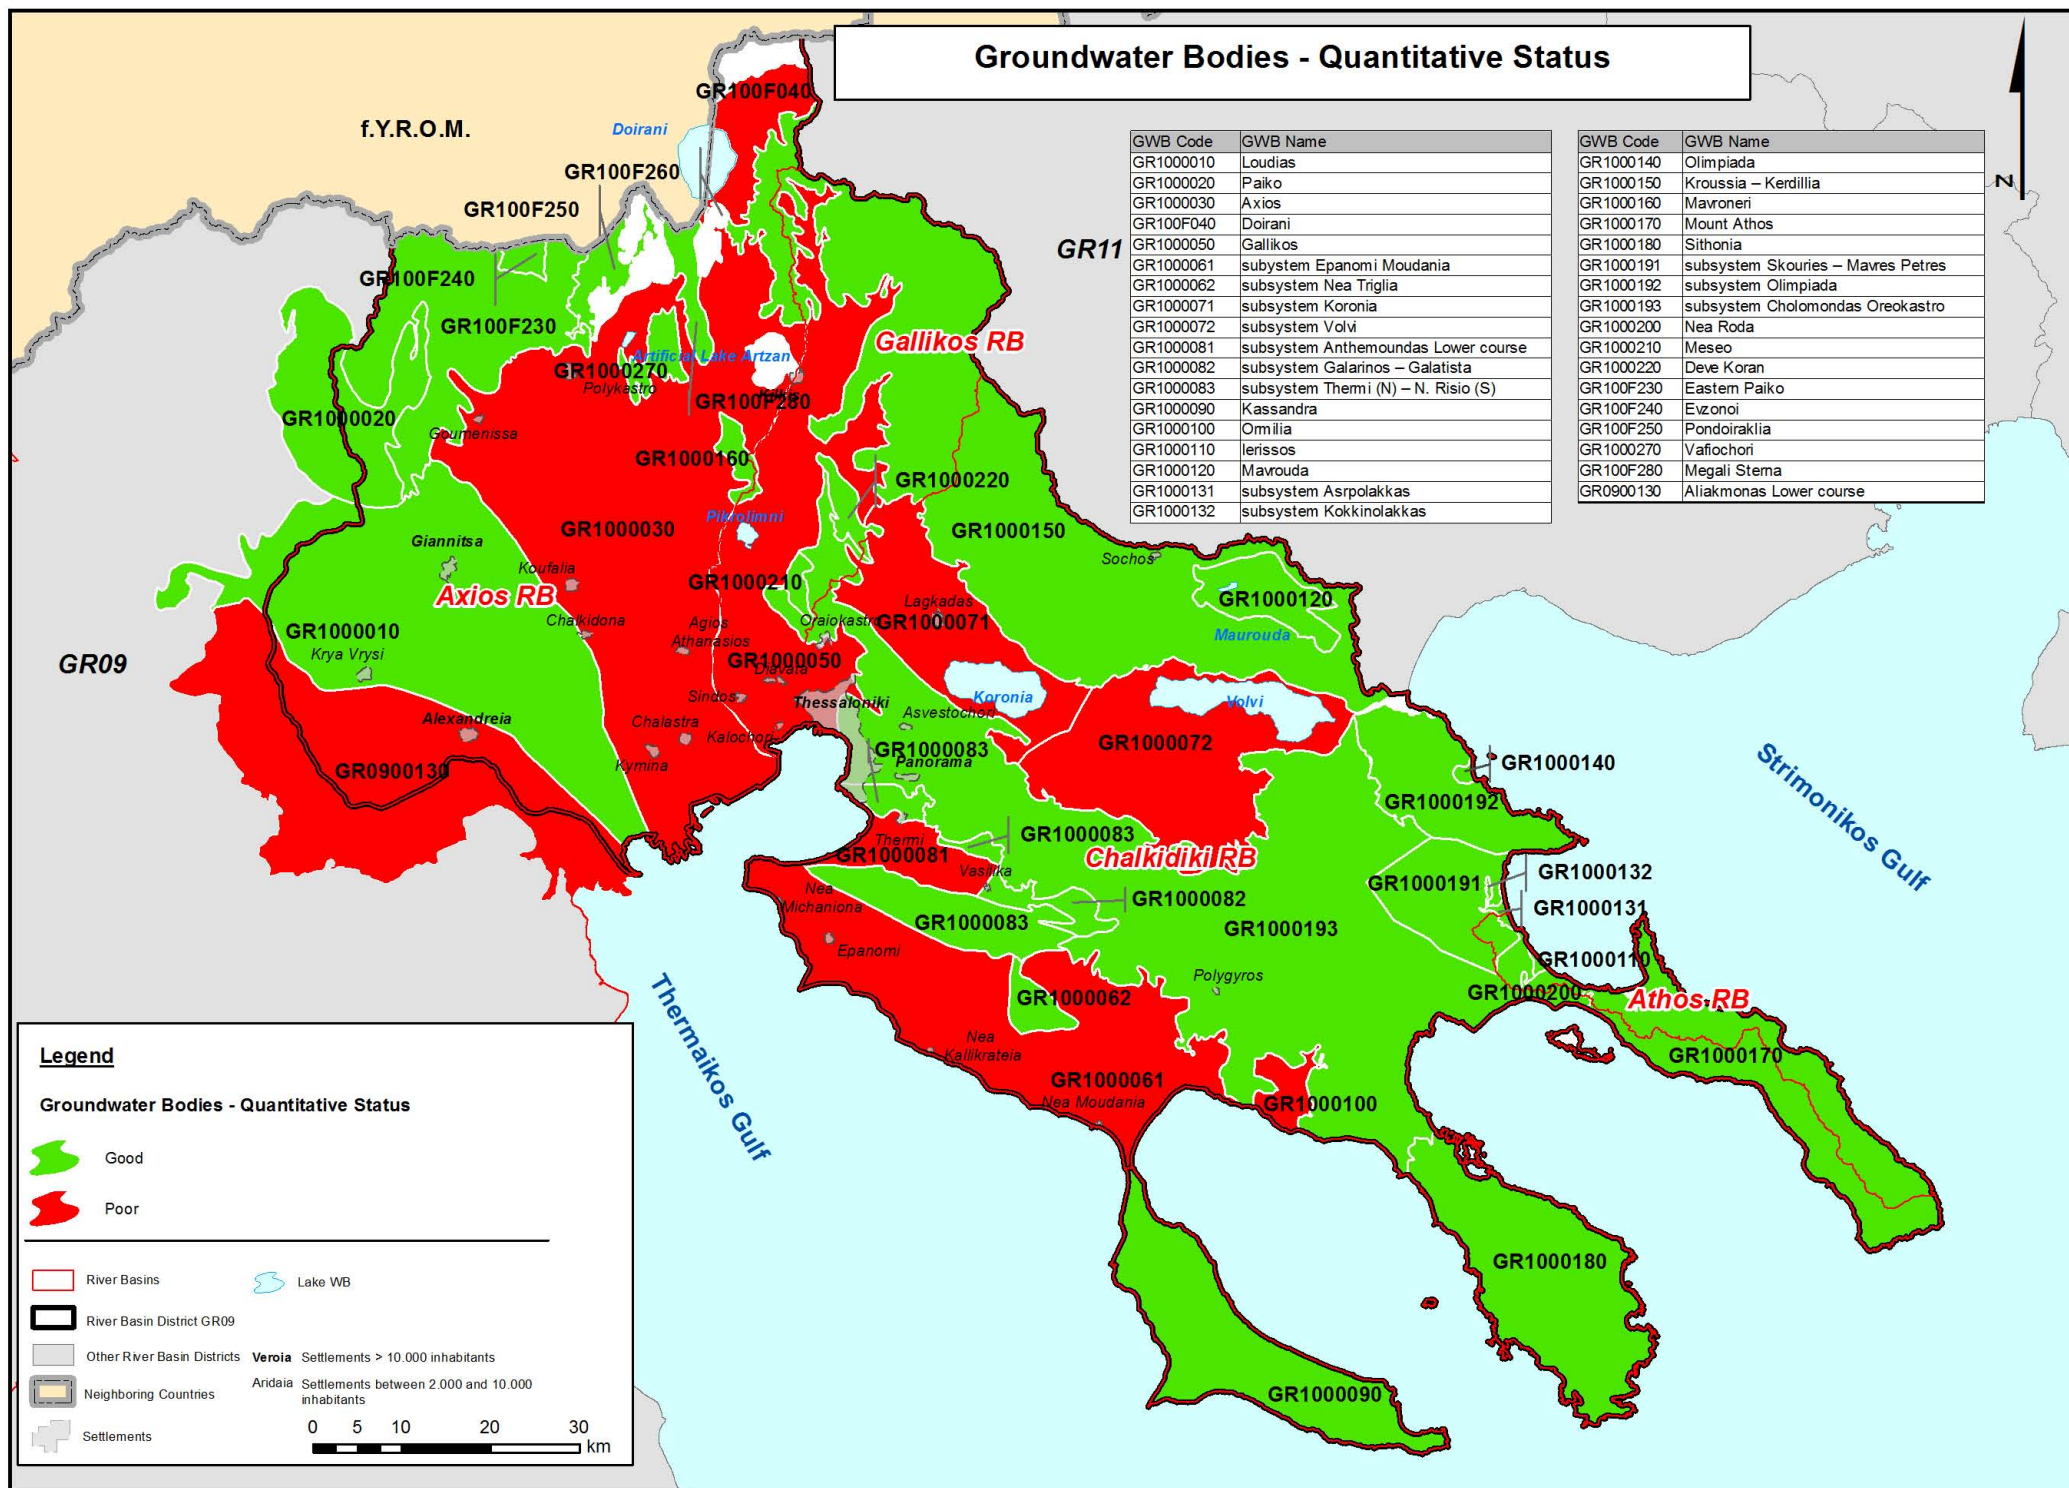 Groundwater Bodies - Quantitative Status
GWB Code GWB Name
GR1000010 Loudias
GR1000020 Paiko
GR1000030 Axios
GR100F040 Doirani
GR1000050 Gallikos
GR1000061 subystem Epanomi Moudania
GR1000062 subsystem Nea Triglia
GR1000071 subsystem Koronia
GR1000072 subsystem Volvi
GR1000081 subsystem Anthemoundas Lower course
GR1000082 subsystem Galarinos – Galatista
GR1000083 subsystem Thermi (N) – N. Risio (S)
GR1000090 Kassandra
GR1000100 Ormilia
GR1000110 Ierissos
GR1000120 Mavrouda
GR1000131 subsystem Asrpolakkas
GR1000132 subsystem Kokkinolakkas
GWB Code GWB Name
GR1000140 Olimpiada
GR1000150 Kroussia – Kerdillia
GR1000160 Mavroneri
GR1000170 Mount Athos
GR1000180 Sithonia
GR1000191 subsystem Skouries – Mavres Petres
GR1000192 subsystem Olimpiada
GR1000193 subsystem Cholomondas Oreokastro
GR1000200 Nea Roda
GR1000210 Meseo
GR1000220 Deve Koran
GR100F230 Eastern Paiko
GR100F240 Evzonoi
GR100F250 Pondoiraklia
GR1000270 Vafiochori
GR100F280 Megali Sterna
GR0900130 Aliakmonas Lower course
N
GR100F040
f.Y.R.O.M.
Doirani
GR100F260
GR100F250
GR11
GR100F240
GR100F230
Gallikos RB
Artificial Lake Artzan
GR1000270
Polykastro
Kilkis
GR100F280
GR1000020
Goumenissa
GR1000160
GR1000220
Pikrolimni
GR1000030
GR1000150
Giannitsa
Sochos
Koufalia
GR1000210
Axios RB
Lagkadas
GR1000120
Chalkidona
Agios
Athanasios
Oraiokastro
GR1000071
GR1000010
Maurouda
Krya Vrysi
GR09
GR1000050
Diavata
Sindos
Thessaloniki
Koronia
Volvi
Alexandreia
Chalastra
Kalochori
Asvestochori
GR1000083
GR1000072
Panorama
Kymina
GR0900130
GR1000140
GR1000192
Strimonikos Gulf
Thermi
GR1000083
GR1000081
Chalkidiki RB
Vasilika
GR1000132
GR1000191
Nea
Michaniona
GR1000082
GR1000131
GR1000083
GR1000193
Epanomi
GR1000110
Polygyros
GR1000062
GR1000200
Athos RB
Thermaikos Gulf
Nea
Kallikrateia
GR1000170
GR1000061
Nea Moudania
GR1000100
GR1000180
GR1000090
Legend
Groundwater Bodies - Quantitative Status
Good
Poor
River Basins
Lake WB
River Basin District GR09
Other River Basin Districts
Veroia Settlements > 10.000 inhabitants
Neighboring Countries
Aridaia Settlements between 2.000 and 10.000
inhabitants
Settlements
0 5 10 20 30
km